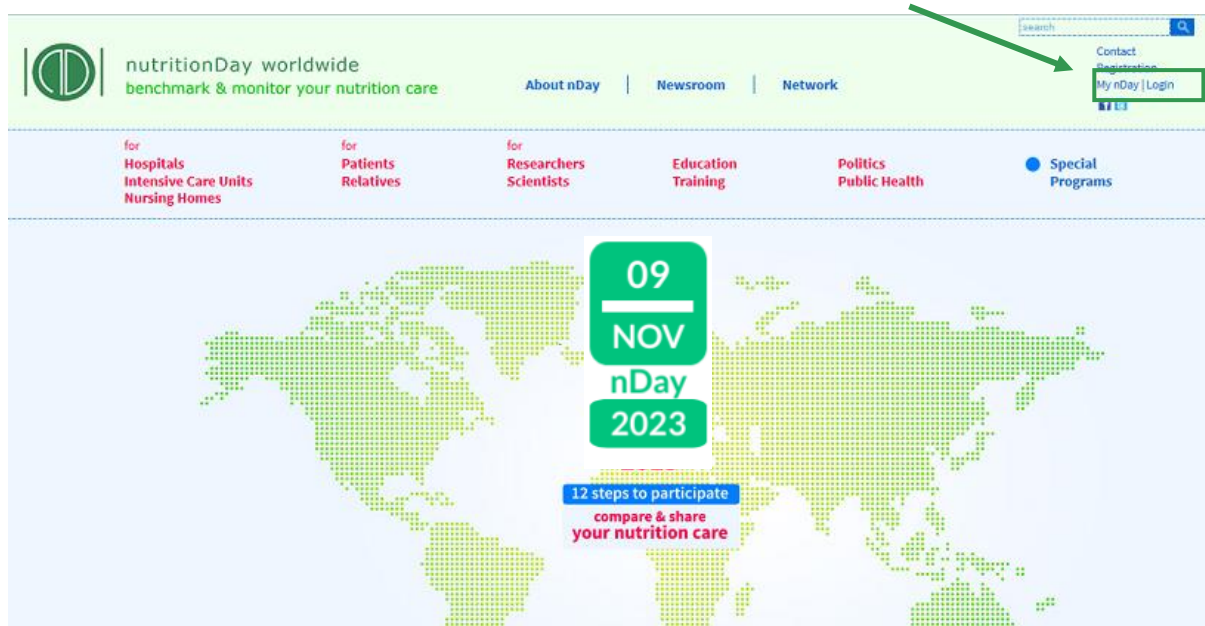 search
Contact
Registration
My nDay | Login
nutritionDay worldwide
benchmark & monitor your nutrition care
About nDay | Newsroom | Network
for
Hospitals
Intensive Care Units
Nursing Homes
for
Patients
Relatives
for
Researchers
Scientists
Education
Training
Politics
Public Health
Special
Programs
09
NOV
nDay
2023
12 steps to participate
compare & share
your nutrition care